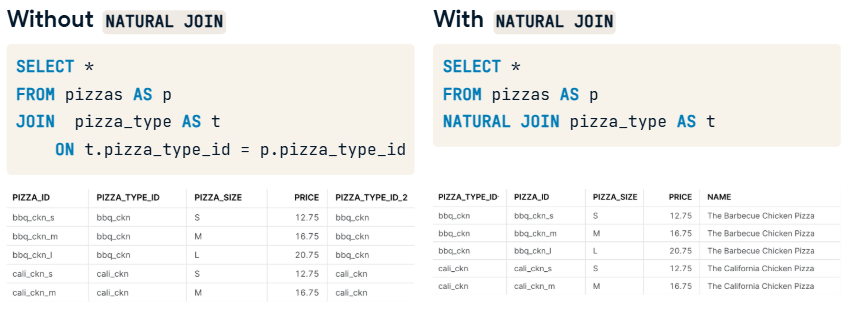 Without NATURAL JOIN
SELECT *
FROM pizzas AS p
JOIN pizza_type AS t
ON t.pizza_type_id = p.pizza_type_id
PIZZA_ID PIZZA_TYPE_ID PIZZA_SIZE PRICE PIZZA_TYPE_ID_2
bbq_ckn_s bbq_ckn S 12.75 bbq_ckn
bbq_ckn_m bbq_ckn M 16.75 bbq_ckn
bbq_ckn_l bbq_ckn L 20.75 bbq_ckn
cali_ckn_s cali_ckn S 12.75 cali_ckn
cali_ckn_m cali_ckn M 16.75 cali_ckn
With NATURAL JOIN
SELECT *
FROM pizzas AS p
NATURAL JOIN pizza_type AS t
PIZZA_TYPE_ID PIZZA_ID PIZZA_SIZE PRICE NAME
bbq_ckn bbq_ckn_s S 12.75 The Barbecue Chicken Pizza
bbq_ckn bbq_ckn_m M 16.75 The Barbecue Chicken Pizza
bbq_ckn bbq_ckn_l L 20.75 The Barbecue Chicken Pizza
cali_ckn cali_ckn_s S 12.75 The California Chicken Pizza
cali_ckn cali_ckn_m M 16.75 The California Chicken Pizza